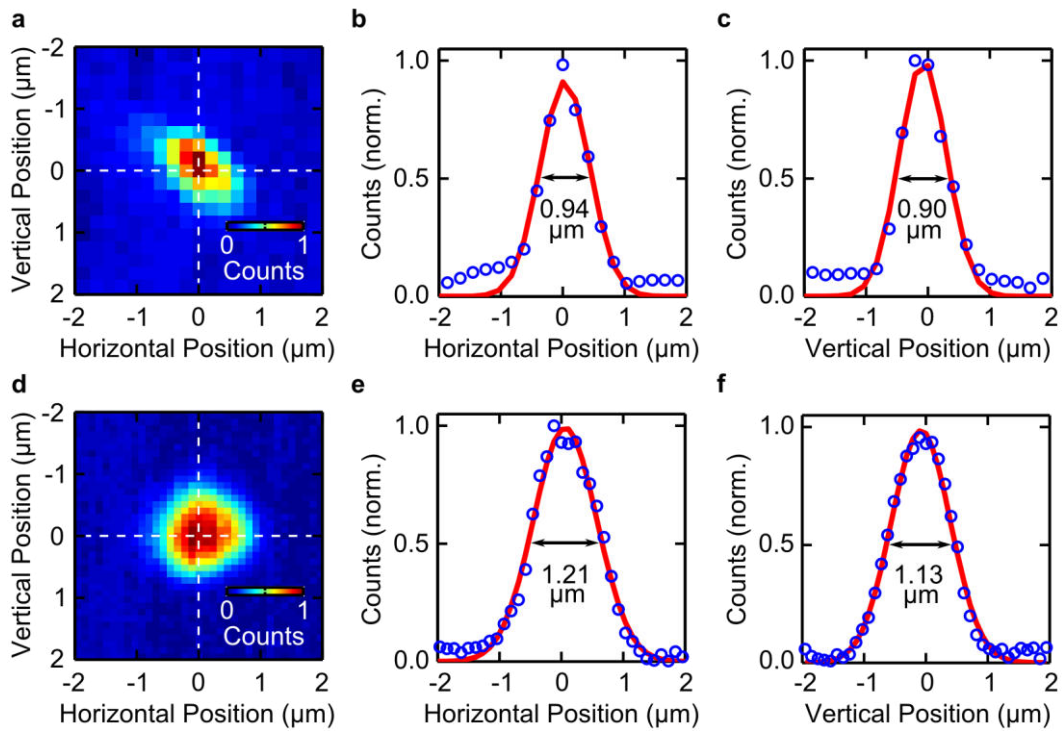 a
-2
-1
0
1
2
Vertical Position (µm)
0 1
Counts
-2 -1 0 1 2
Horizontal Position (µm)
b
1.0
0.5
0.0
Counts (norm.)
0.94
µm
-2 -1 0 1 2
Horizontal Position (µm)
c
1.0
0.5
0.0
Counts (norm.)
0.90
µm
-2 -1 0 1 2
Vertical Position (µm)
d
-2
-1
0
1
2
Vertical Position (µm)
0 1
Counts
-2 -1 0 1 2
Horizontal Position (µm)
e
1.0
0.5
0.0
Counts (norm.)
1.21
µm
-2 -1 0 1 2
Horizontal Position (µm)
f
1.0
0.5
0.0
Counts (norm.)
1.13
µm
-2 -1 0 1 2
Vertical Position (µm)